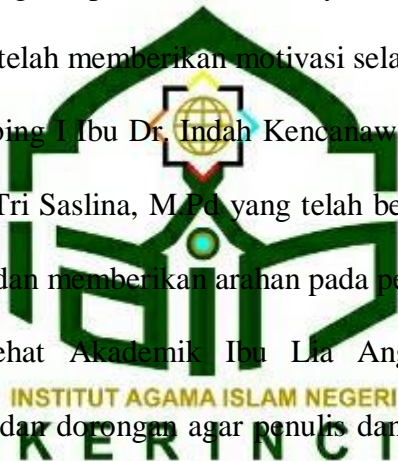 telah memberikan motivasi sela
bing I Ibu Dr. Indah Kencanaw
Tri Saslina, M.Pd yang telah be
dan memberikan arahan pada pe
ehat Akademik Ibu Lia Ang
INSTITUT AGAMA ISLAM NEGERI
dan dorongan agar penulis dan
KERINCI